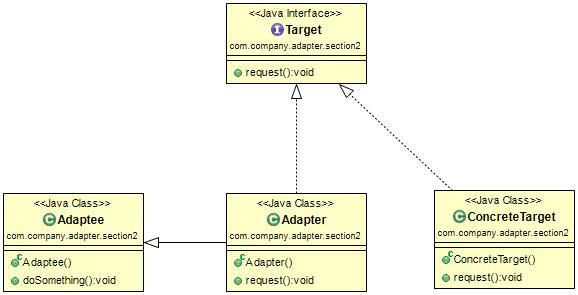 <<Java Interface>>
Target
com.company.adapter.section2
request():void
<<Java Class>>
Adaptee
com.company.adapter.section2
Adaptee()
doSomething():void
<<Java Class>>
Adapter
com.company.adapter.section2
Adapter()
request():void
<<Java Class>>
ConcreteTarget
com.company.adapter.section2
ConcreteTarget()
request():void